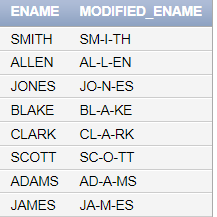 ENAME MODIFIED_ENAME
SMITH SM-I-TH
ALLEN AL-L-EN
JONES JO-N-ES
BLAKE BL-A-KE
CLARK CL-A-RK
SCOTT SC-O-TT
ADAMS AD-A-MS
JAMES JA-M-ES